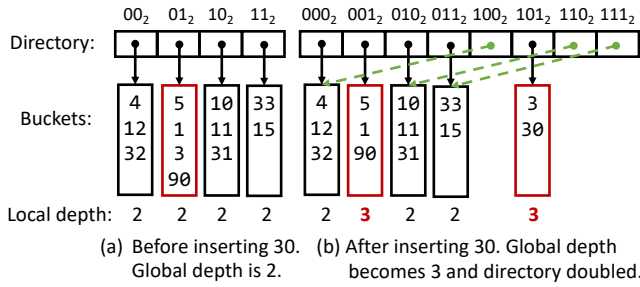 00₂ 01₂ 10₂ 11₂ 000₂ 001₂ 010₂ 011₂ 100₂ 101₂ 110₂ 111₂
Directory:
Buckets:
4 5 10 33 4 5 10 33 3
12 1 11 15 12 1 11 15 30
32 3 31 32 90 31
90
Local depth: 2 2 2 2 2 3 2 2 3
(a) Before inserting 30. (b) After inserting 30. Global depth
Global depth is 2. becomes 3 and directory doubled.